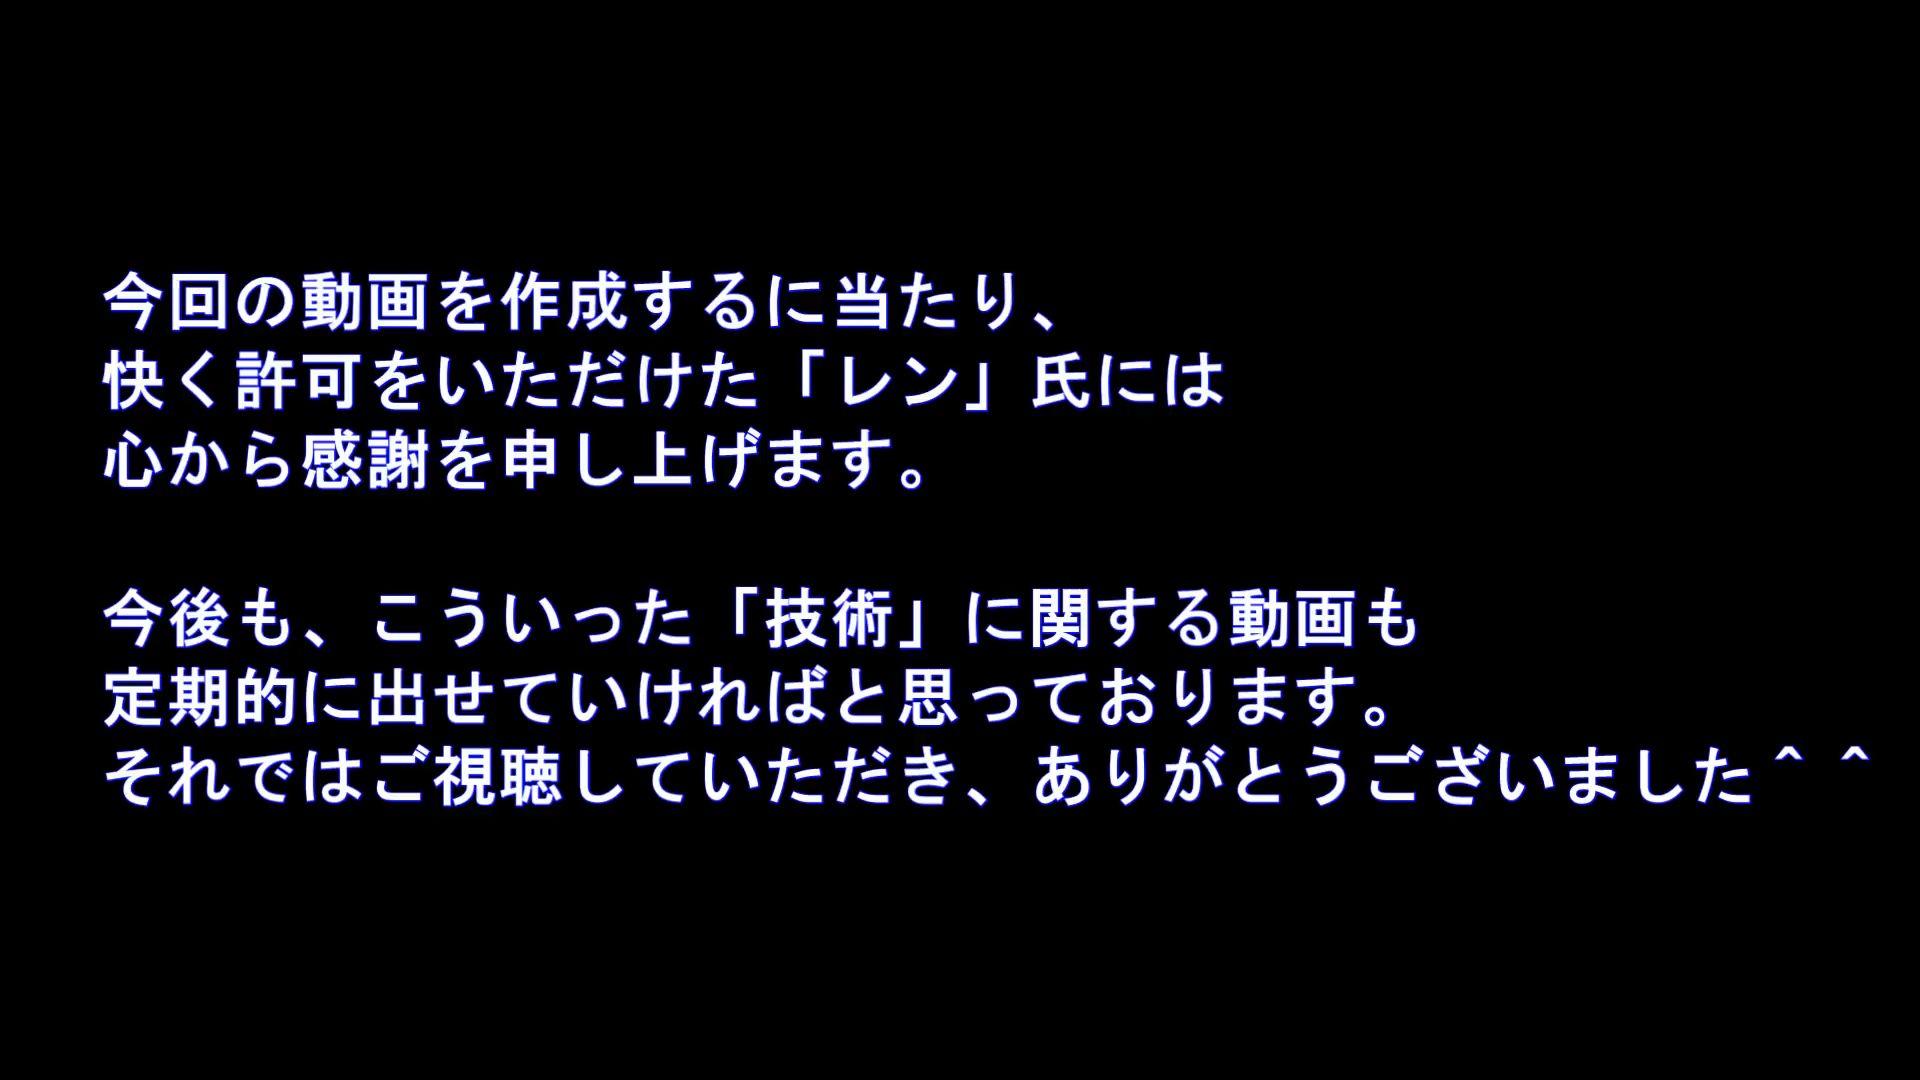 今回の動画を作成するに当たり、
快く許可をいただけた「レン」氏には
心から感謝を申し上げます。
今後も、こういった「技術」に関する動画も
定期的に出せていければと思っております。
それではご視聴していただき、ありがとうございました＾＾